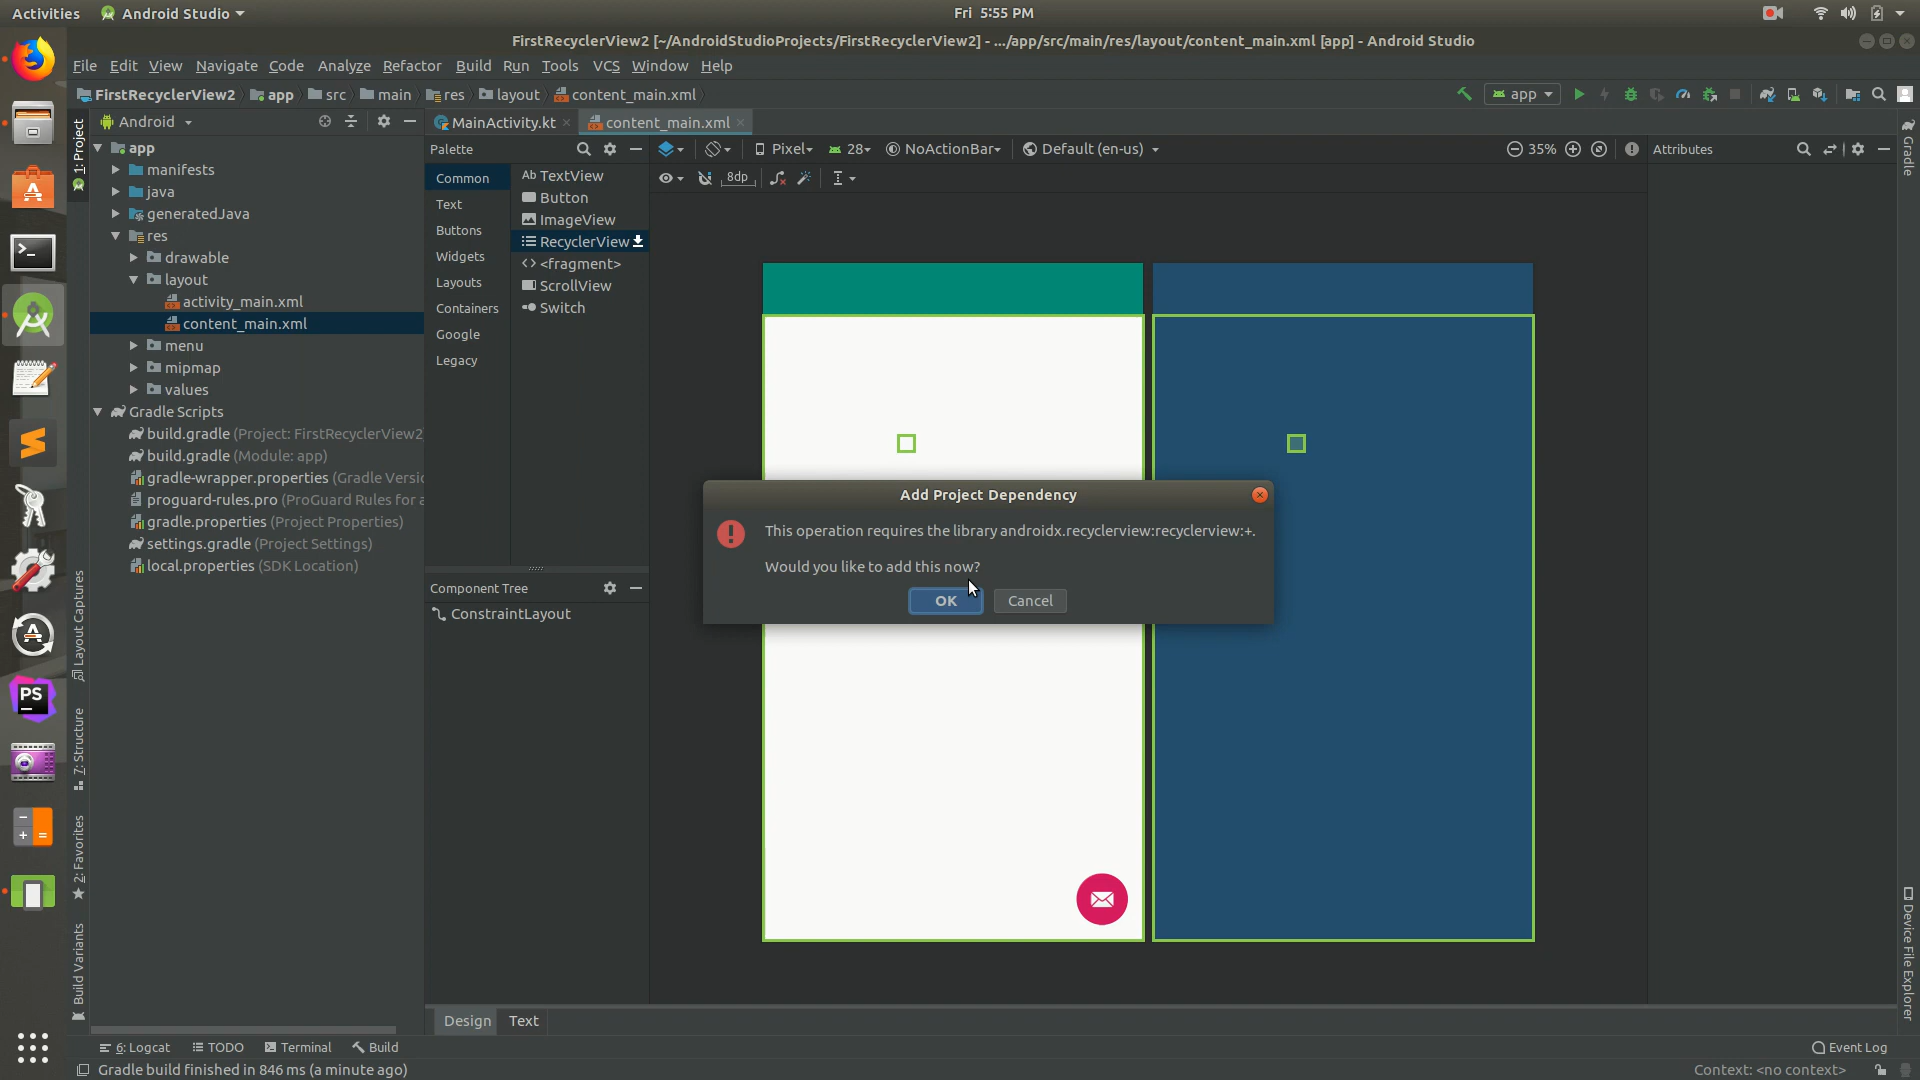 Activities
Android Studio
Fri 5:55 PM
FirstRecyclerView2 [~/AndroidStudioProjects/FirstRecyclerView2] - .../app/src/main/res/layout/content_main.xml [app] - Android Studio
File Edit View Navigate Code Analyze Refactor Build Run Tools VCS Window Help
FirstRecyclerView2 app src main res layout content_main.xml
app
1: Project
Android
app
manifests
java
generatedJava
res
drawable
layout
activity_main.xml
content_main.xml
menu
mipmap
values
Gradle Scripts
build.gradle (Project: FirstRecyclerView2
build.gradle (Module: app)
gradle-wrapper.properties (Gradle Versi
proguard-rules.pro (ProGuard Rules for a
gradle.properties (Project Properties)
settings.gradle (Project Settings)
local.properties (SDK Location)
Layout Captures
7: Structure
2: Favorites
Build Variants
MainActivity.kt
content_main.xml
Palette
Common
Text
Buttons
Widgets
Layouts
Containers
Google
Legacy
Ab TextView
Button
ImageView
RecyclerView
<> <fragment>
ScrollView
Switch
Component Tree
ConstraintLayout
Pixel
28
NoActionBar
Default (en-us)
35%
8dp
Attributes
Gradle
Device File Explorer
Add Project Dependency
This operation requires the library androidx.recyclerview:recyclerview:+.
Would you like to add this now?
OK
Cancel
Design
Text
6: Logcat
TODO
Terminal
Build
Event Log
Gradle build finished in 846 ms (a minute ago)
Context: <no context>
PS